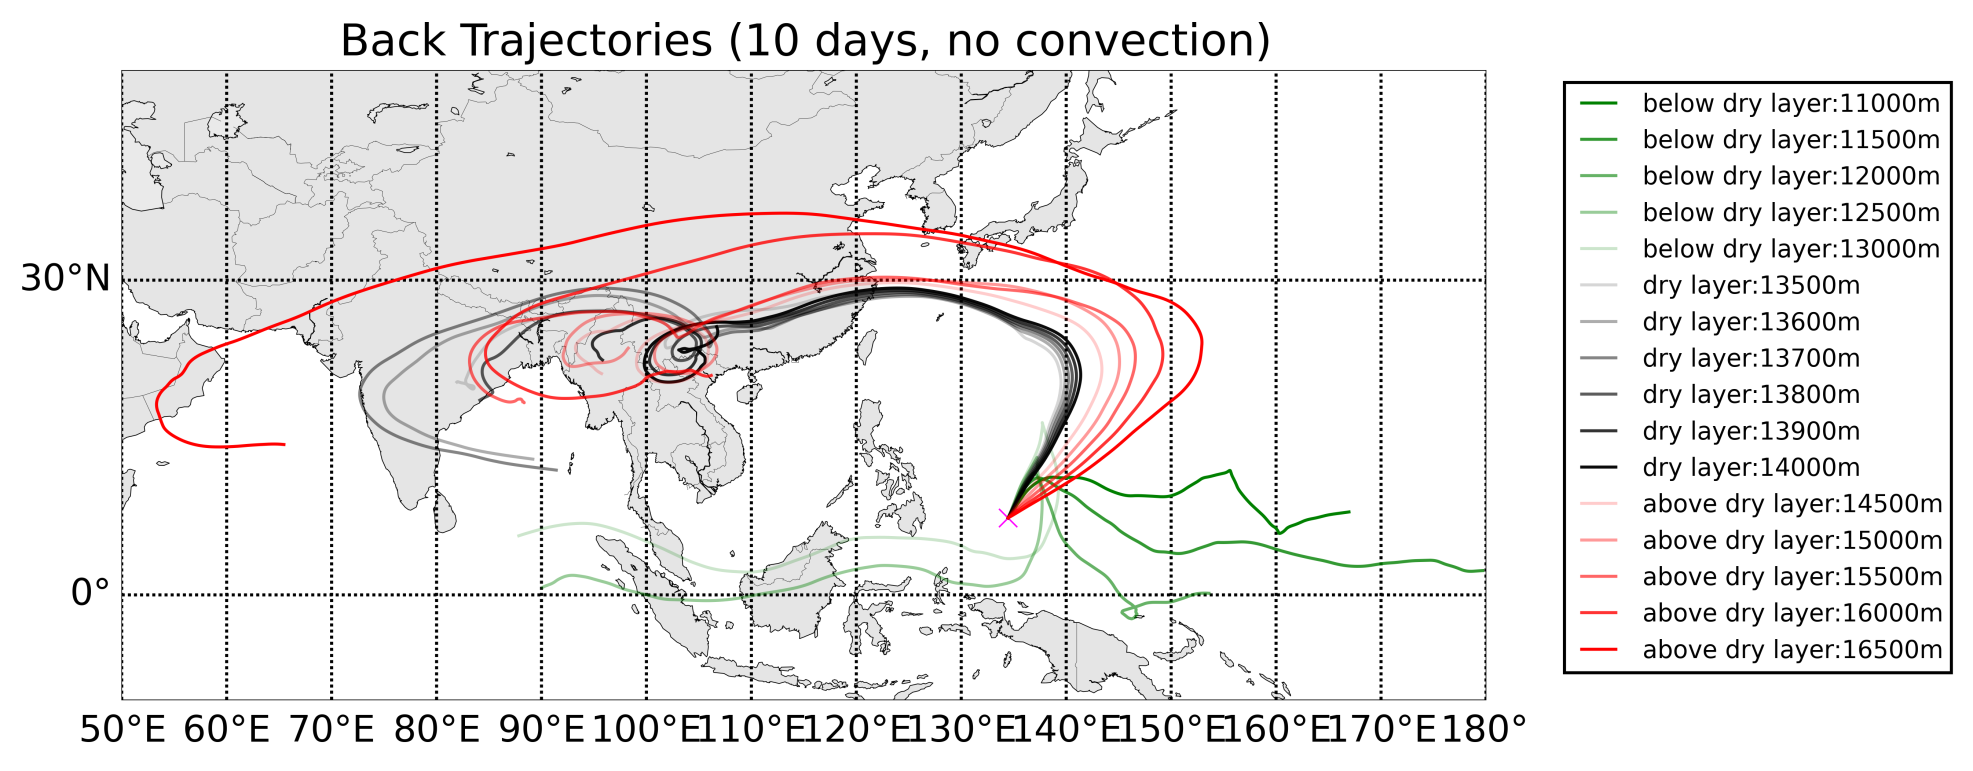 Back Trajectories (10 days, no convection)
30°N
0°
50°E 60°E 70°E 80°E 90°E 100°E 110°E 120°E 130°E 140°E 150°E 160°E 170°E 180°
below dry layer:11000m
below dry layer:11500m
below dry layer:12000m
below dry layer:12500m
below dry layer:13000m
dry layer:13500m
dry layer:13600m
dry layer:13700m
dry layer:13800m
dry layer:13900m
dry layer:14000m
above dry layer:14500m
above dry layer:15000m
above dry layer:15500m
above dry layer:16000m
above dry layer:16500m